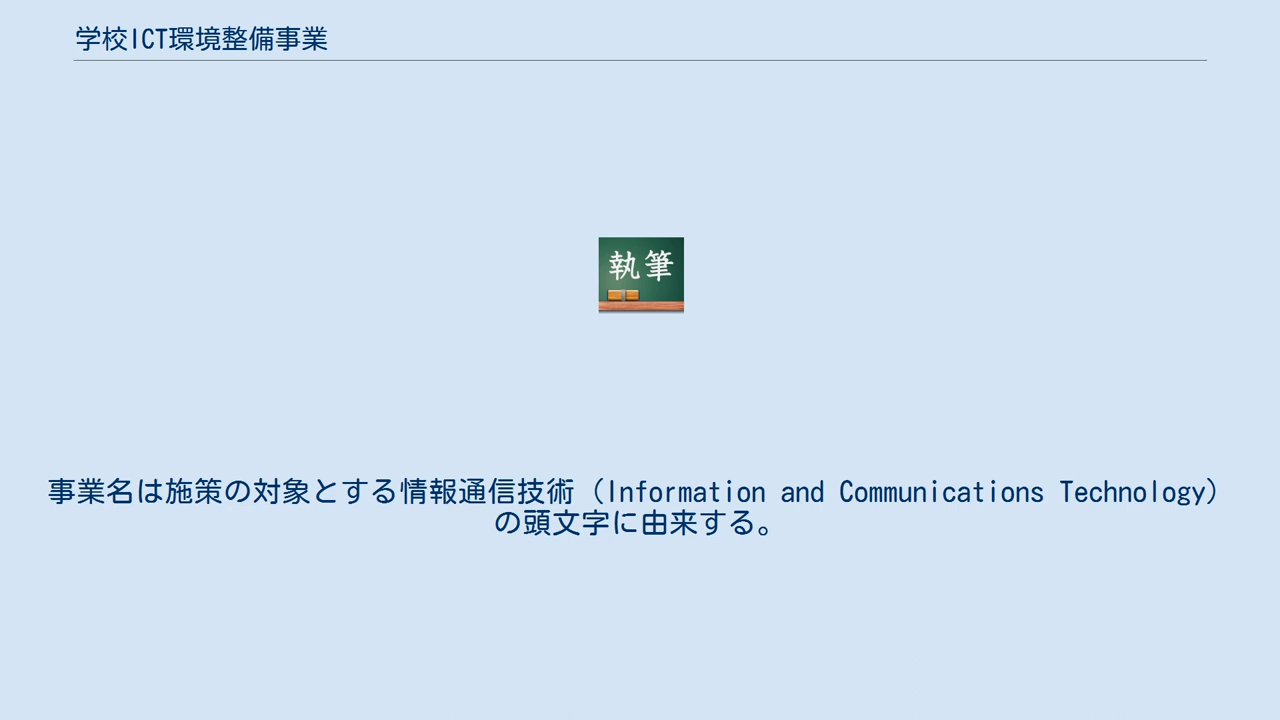 学校ICT環境整備事業
執筆
事業名は施策の対象とする情報通信技術（Information and Communications Technology）
の頭文字に由来する。